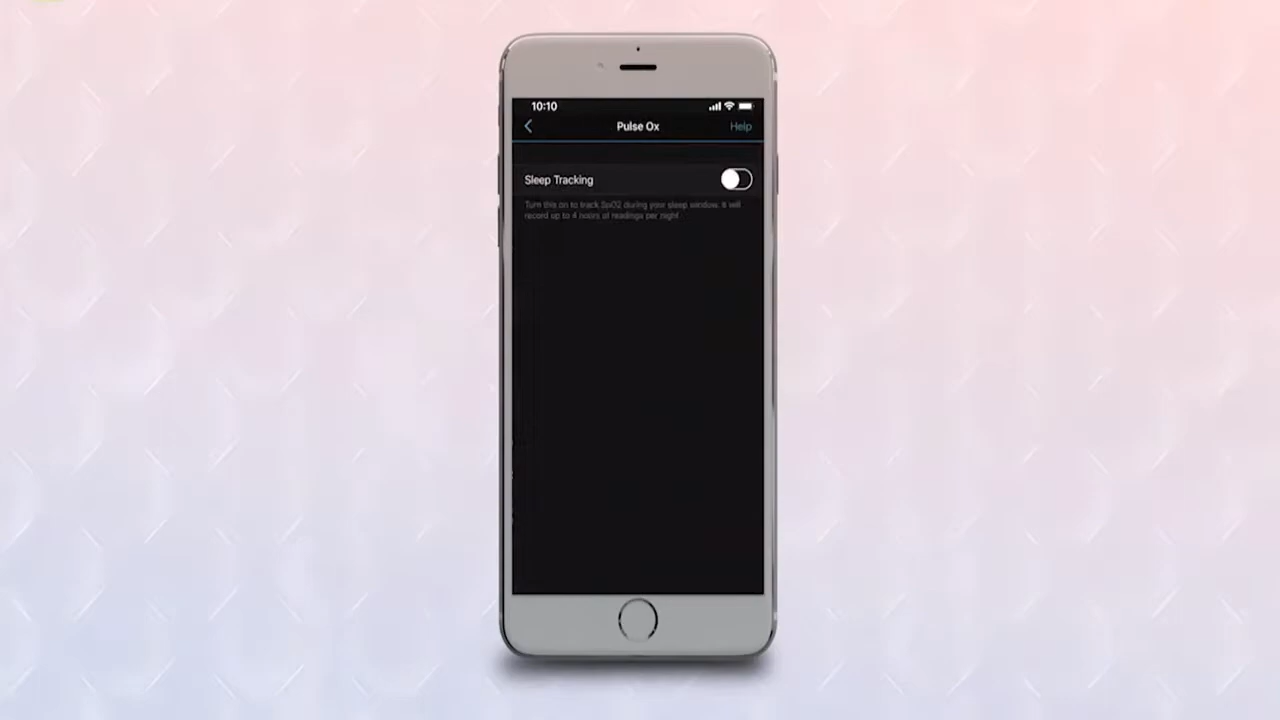 10:10
Pulse Ox
Help
Sleep Tracking
Turn this on to track SpO2 during your sleep window. It will
record up to 4 hours of readings per night